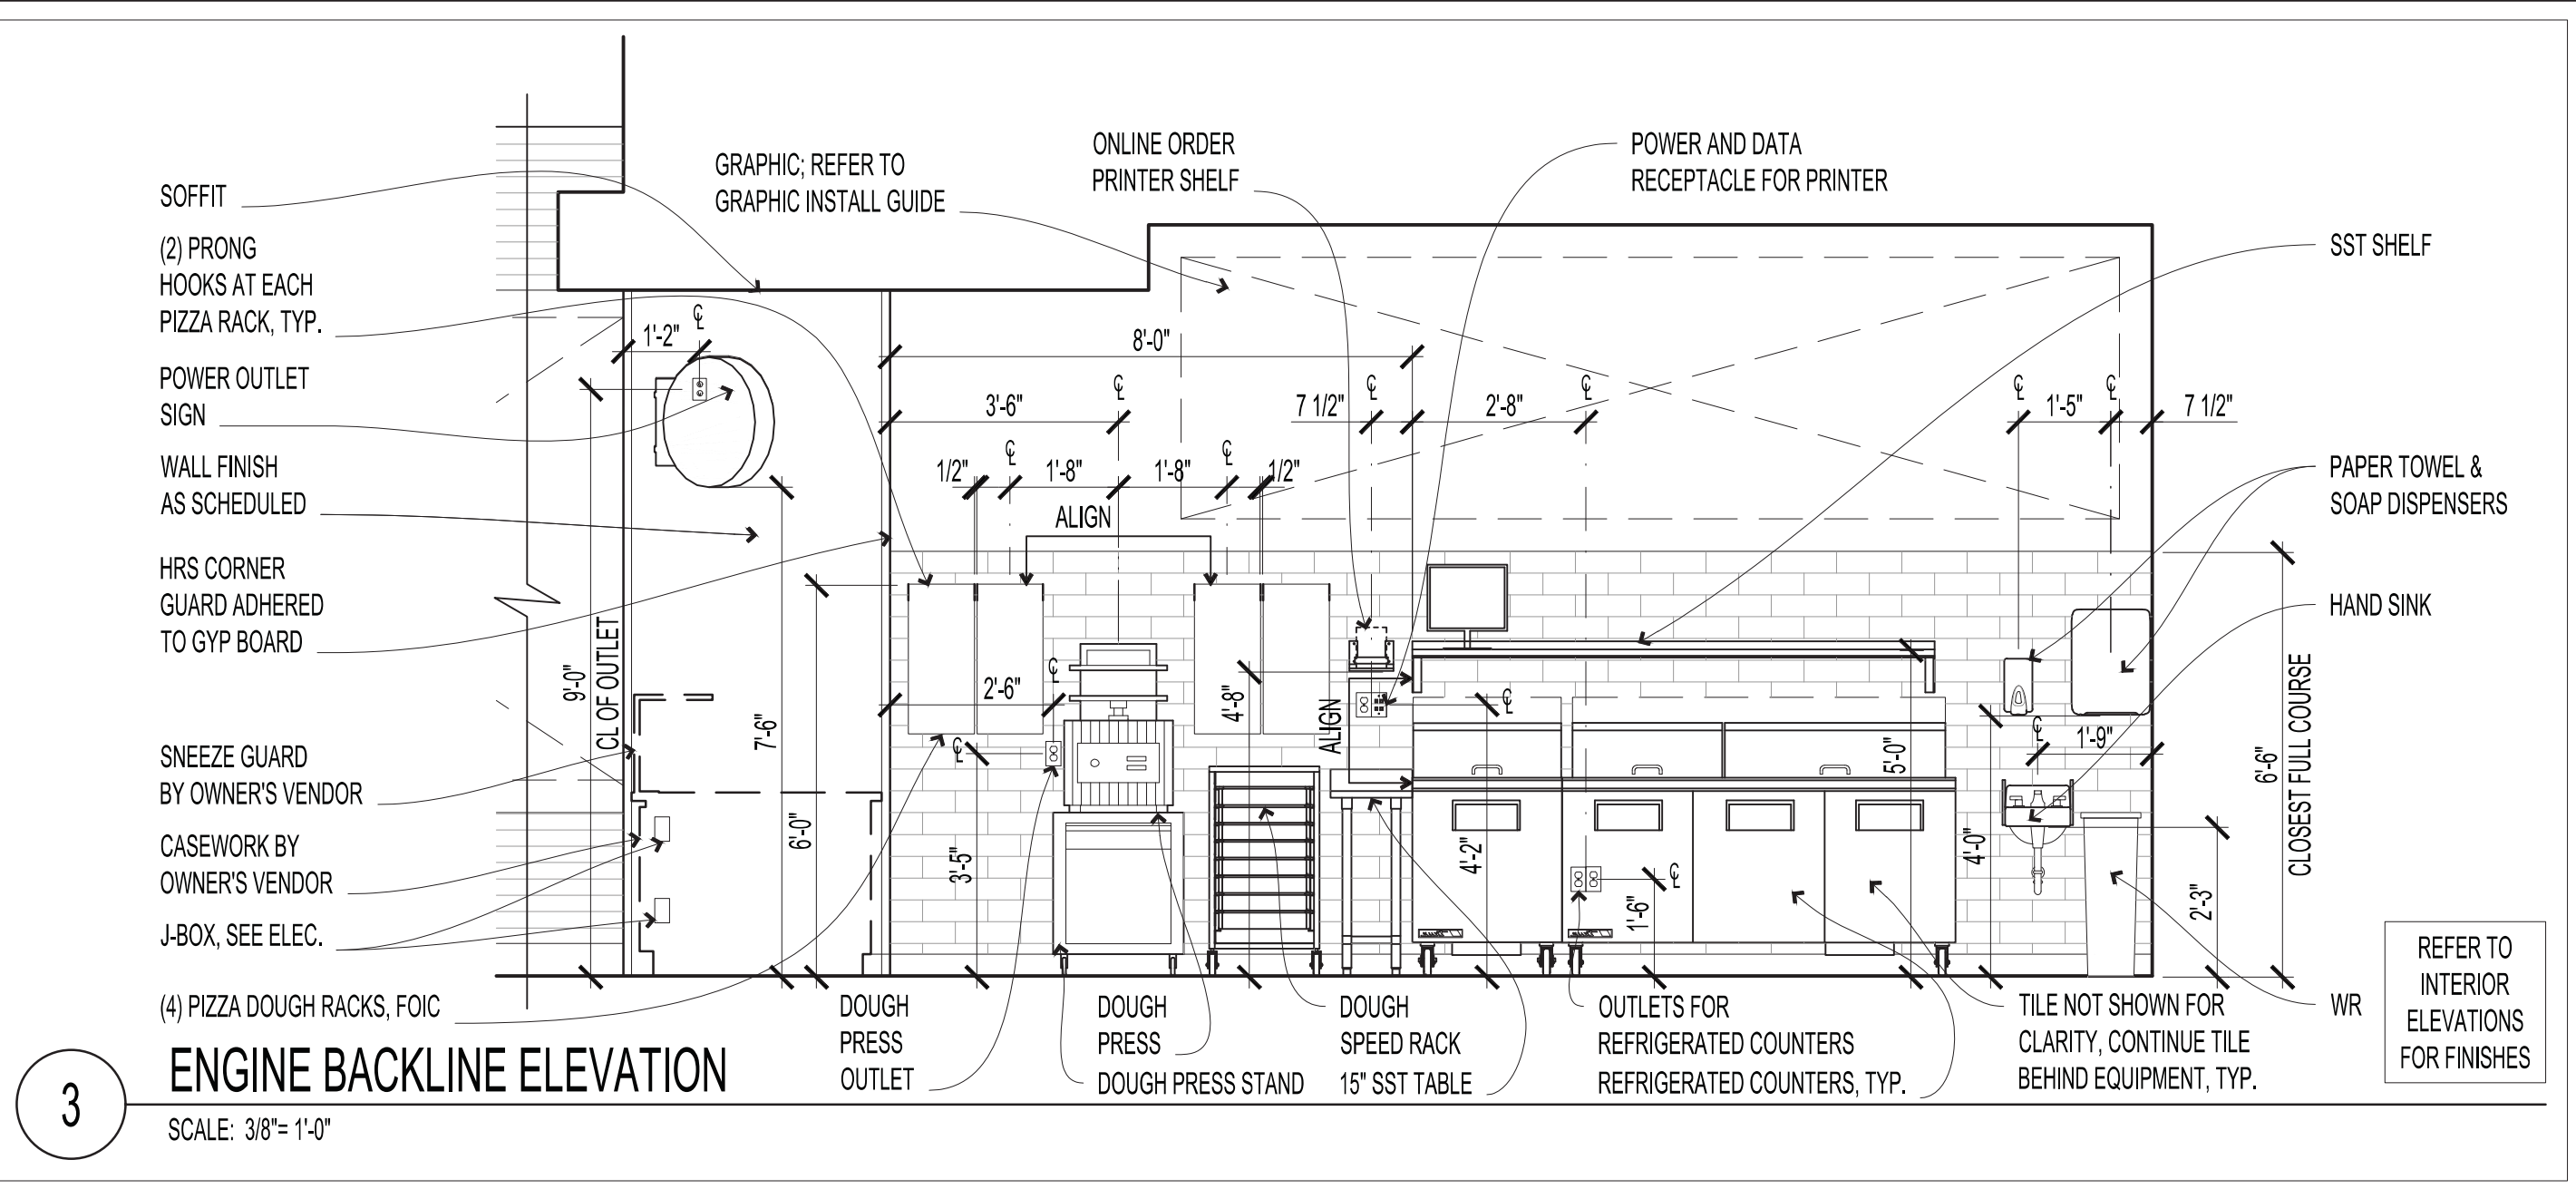 SOFFIT
(2) PRONG
HOOKS AT EACH
PIZZA RACK, TYP.
POWER OUTLET
SIGN
WALL FINISH
AS SCHEDULED
HRS CORNER
GUARD ADHERED
TO GYP BOARD
SNEEZE GUARD
BY OWNER'S VENDOR
CASEWORK BY
OWNER'S VENDOR
J-BOX, SEE ELEC.
(4) PIZZA DOUGH RACKS, FOIC
GRAPHIC; REFER TO
GRAPHIC INSTALL GUIDE
ONLINE ORDER
PRINTER SHELF
POWER AND DATA
RECEPTACLE FOR PRINTER
SST SHELF
PAPER TOWEL &
SOAP DISPENSERS
HAND SINK
WR
1'-2"
℄
8'-0"
3'-6"
℄
7 1/2"
℄
2'-8"
℄
℄
1'-5"
℄
7 1/2"
1/2"
℄
1'-8"
1'-8"
℄
1/2"
ALIGN
9'-0"
CL OF OUTLET
7'-6"
6'-0"
2'-6"
℄
℄
3'-5"
4'-8"
ALIGN
℄
4'-2"
1'-6"
℄
5'-0"
4'-0"
℄
1'-9"
2'-3"
6'-6"
CLOSEST FULL COURSE
DOUGH
PRESS
OUTLET
DOUGH
PRESS
DOUGH PRESS STAND
DOUGH
SPEED RACK
15" SST TABLE
OUTLETS FOR
REFRIGERATED COUNTERS
REFRIGERATED COUNTERS, TYP.
TILE NOT SHOWN FOR
CLARITY, CONTINUE TILE
BEHIND EQUIPMENT, TYP.
REFER TO
INTERIOR
ELEVATIONS
FOR FINISHES
3
ENGINE BACKLINE ELEVATION
SCALE: 3/8"= 1'-0"